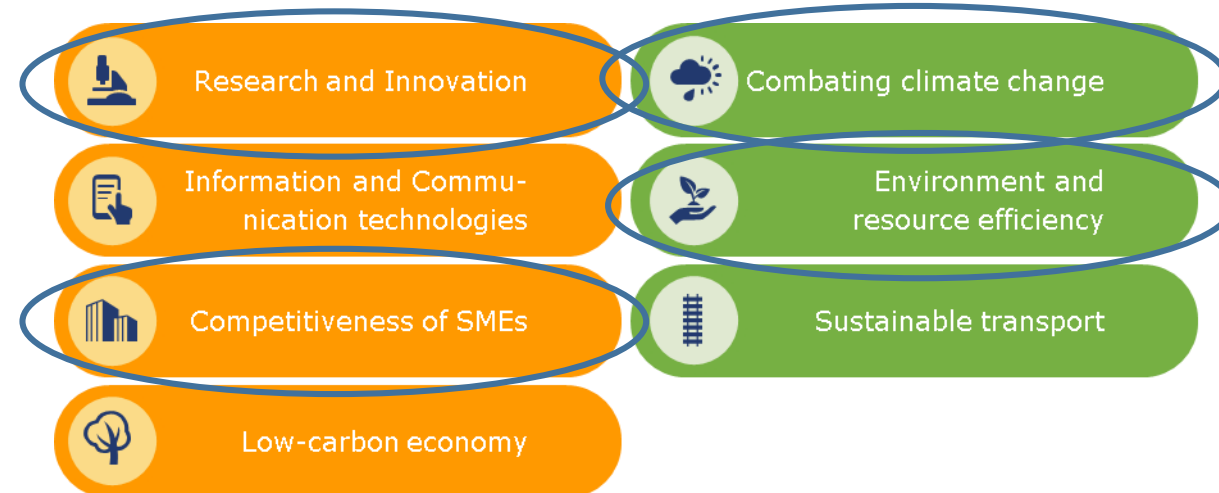 Research and Innovation
Information and Commu-
nication technologies
Competitiveness of SMEs
Low-carbon economy
Combating climate change
Environment and
resource efficiency
Sustainable transport